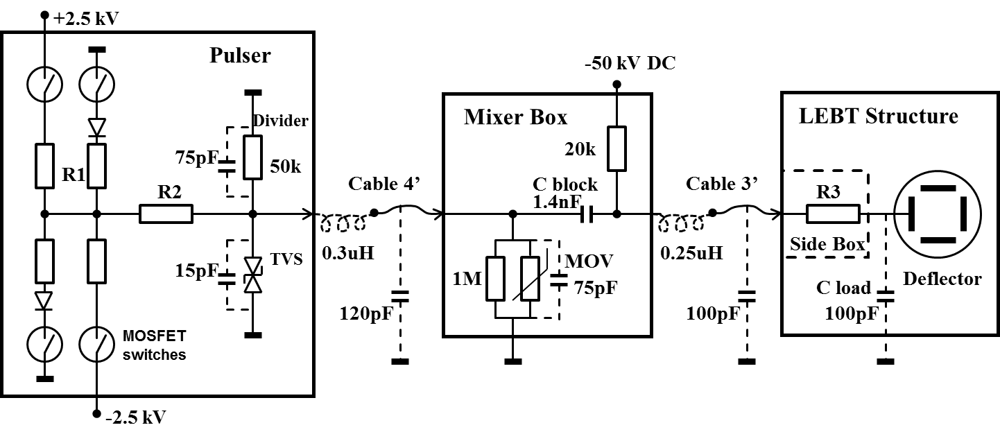 +2.5 kV
Pulser
Divider
75pF
50k
R1
R2
15pF
TVS
MOSFET
switches
-2.5 kV
Cable 4’
0.3uH
120pF
-50 kV DC
Mixer Box
20k
C block
1.4nF
1M
MOV
75pF
Cable 3’
0.25uH
100pF
LEBT Structure
R3
Side Box
Deflector
C load
100pF